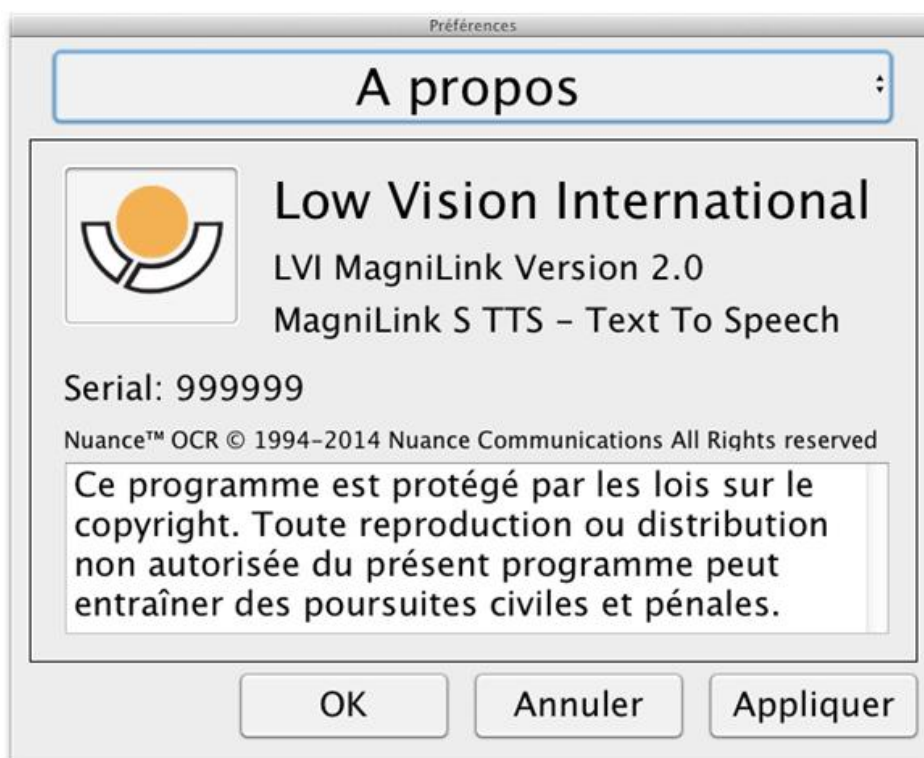 Préférences
A propos
Low Vision International
LVI MagniLink Version 2.0
MagniLink S TTS – Text To Speech
Serial: 999999
Nuance™ OCR © 1994–2014 Nuance Communications All Rights reserved
Ce programme est protégé par les lois sur le
copyright. Toute reproduction ou distribution
non autorisée du présent programme peut
entraîner des poursuites civiles et pénales.
OK Annuler Appliquer